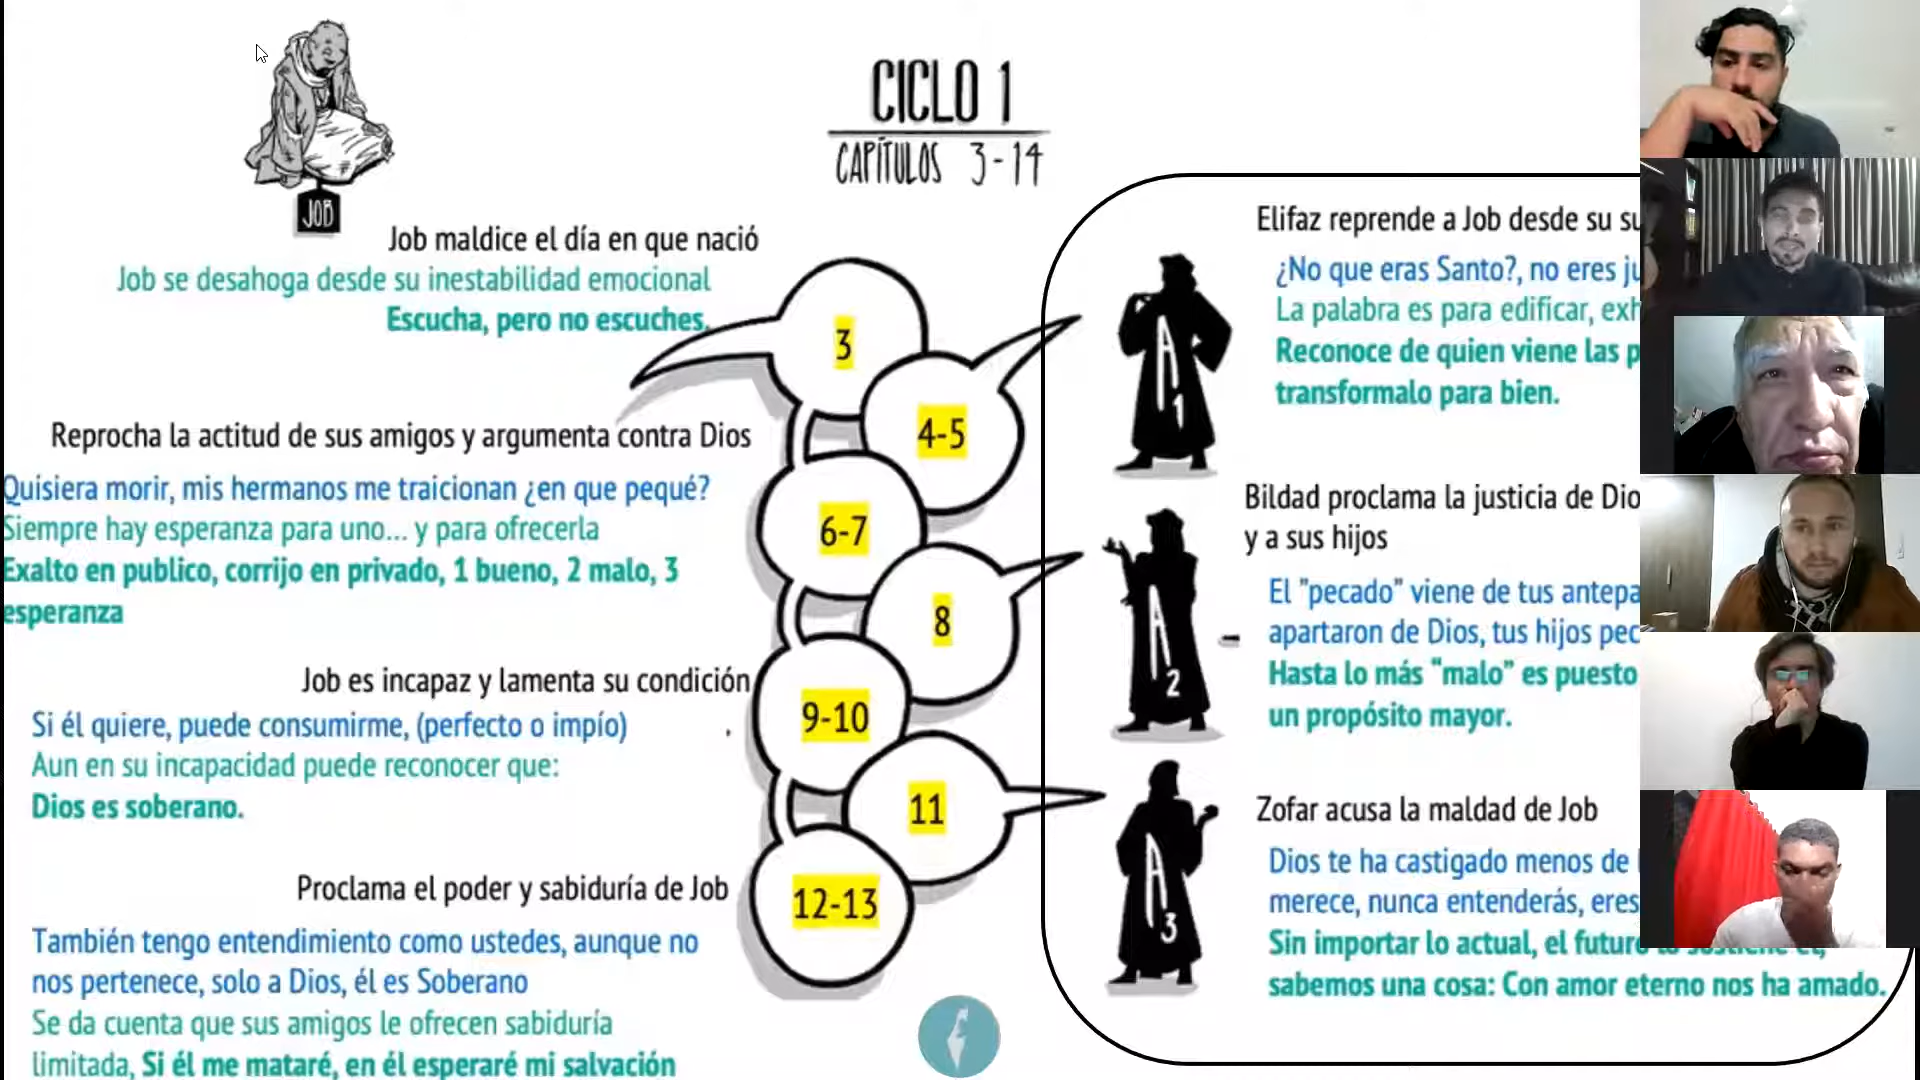 CICLO 1
CAPÍTULOS 3-14
JOB
Job maldice el día en que nació
Job se desahoga desde su inestabilidad emocional
Escucha, pero no escuches.
3
4-5
Reprocha la actitud de sus amigos y argumenta contra Dios
Quisiera morir, mis hermanos me traicionan ¿en que pequé?
Siempre hay esperanza para uno... y para ofrecerla
Exalto en publico, corrijo en privado, 1 bueno, 2 malo, 3
esperanza
6-7
8
Job es incapaz y lamenta su condición
Si él quiere, puede consumirme, (perfecto o impío)
Aun en su incapacidad puede reconocer que:
Dios es soberano.
9-10
11
Proclama el poder y sabiduría de Job
También tengo entendimiento como ustedes, aunque no
nos pertenece, solo a Dios, él es Soberano
Se da cuenta que sus amigos le ofrecen sabiduría
limitada, Si él me mataré, en él esperaré mi salvación
12-13
Elifaz reprende a Job desde su
¿No que eras Santo?, no eres
La palabra es para edificar,
Reconoce de quien viene las
transformalo para bien.
A 1
Bildad proclama la justicia de
y a sus hijos
El "pecado" viene de tus
apartaron de Dios, tus hijos
Hasta lo más “malo” es puesto
un propósito mayor.
A 2
Zofar acusa la maldad de Job
Dios te ha castigado menos de
merece, nunca entenderás, eres
Sin importar lo actual, el futuro
sabemos una cosa: Con amor eterno nos ha amado.
A 3